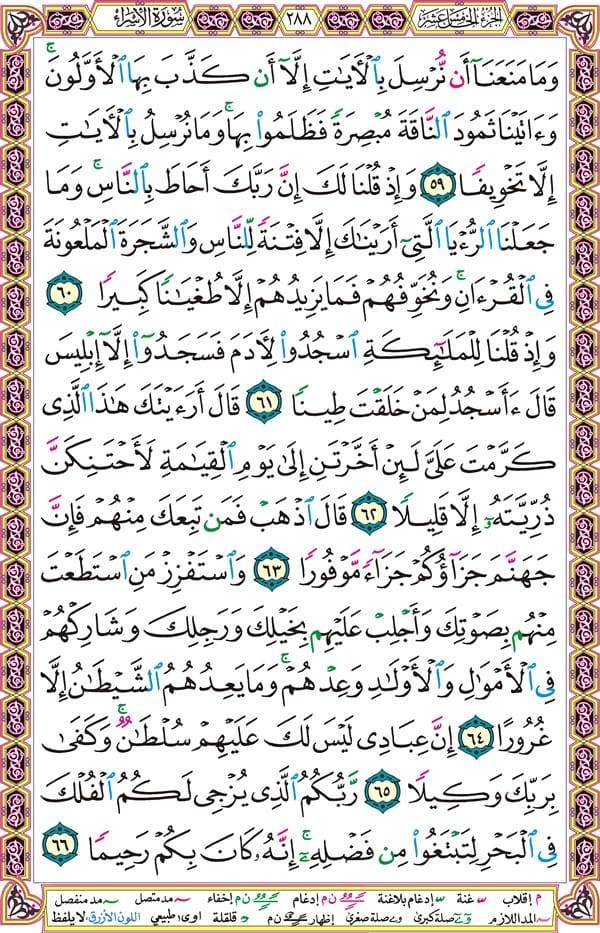 الجزء الخامس عشر ٢٨٨ سورة الإسراء
وَمَا مَنَعَنَآ أَن نُّرْسِلَ بِٱلْأَيَٰتِ إِلَّآ أَن كَذَّبَ بِهَا ٱلْأَوَّلُونَۚ
وَءَاتَيْنَا ثَمُودَ ٱلنَّاقَةَ مُبْصِرَةً فَظَلَمُوا۟ بِهَاۚ وَمَا نُرْسِلُ بِٱلْأَيَٰتِ
إِلَّا تَخْوِيفًا ٥٩ وَإِذْ قُلْنَا لَكَ إِنَّ رَبَّكَ أَحَاطَ بِٱلنَّاسِۚ وَمَا
جَعَلْنَا ٱلرُّءْيَا ٱلَّتِىٓ أَرَيْنَٰكَ إِلَّا فِتْنَةً لِّلنَّاسِ وَٱلشَّجَرَةَ ٱلْمَلْعُونَةَ
فِى ٱلْقُرْءَانِۚ وَنُخَوِّفُهُمْ فَمَا يَزِيدُهُمْ إِلَّا طُغْيَٰنًا كَبِيرًا ٦٠
وَإِذْ قُلْنَا لِلْمَلَٰٓئِكَةِ ٱسْجُدُوا۟ لِأَدَمَ فَسَجَدُوٓا۟ إِلَّآ إِبْلِيسَ
قَالَ ءَأَسْجُدُ لِمَنْ خَلَقْتَ طِينًا ٦١ قَالَ أَرَءَيْتَكَ هَٰذَا ٱلَّذِى
كَرَّمْتَ عَلَىَّ لَئِنْ أَخَّرْتَنِ إِلَىٰ يَوْمِ ٱلْقِيَٰمَةِ لَأَحْتَنِكَنَّ
ذُرِّيَّتَهُۥٓ إِلَّا قَلِيلًا ٦٢ قَالَ ٱذْهَبْ فَمَن تَبِعَكَ مِنْهُمْ فَإِنَّ
جَهَنَّمَ جَزَآؤُكُمْ جَزَآءً مَّوْفُورًا ٦٣ وَٱسْتَفْزِزْ مَنِ ٱسْتَطَعْتَ
مِنْهُم بِصَوْتِكَ وَأَجْلِبْ عَلَيْهِم بِخَيْلِكَ وَرَجِلِكَ وَشَارِكْهُمْ
فِى ٱلْأَمْوَٰلِ وَٱلْأَوْلَٰدِ وَعِدْهُمْۚ وَمَا يَعِدُهُمُ ٱلشَّيْطَٰنُ إِلَّا
غُرُورًا ٦٤ إِنَّ عِبَادِى لَيْسَ لَكَ عَلَيْهِمْ سُلْطَٰنٌۚ وَكَفَىٰ
بِرَبِّكَ وَكِيلًا ٦٥ رَّبُّكُمُ ٱلَّذِى يُزْجِى لَكُمُ ٱلْفُلْكَ
فِى ٱلْبَحْرِ لِتَبْتَغُوا۟ مِن فَضْلِهِۦٓۚ إِنَّهُۥ كَانَ بِكُمْ رَحِيمًا ٦٦
م إقلاب غنة إدغام بلاغنة ن م إدغام ن م إخفاء مد متصل مد منفصل
المد اللازم صلة كبرى صلة صغرى إظهار ن م قلقلة اوى طبيعي اللون الأزرق: لا يلفظ